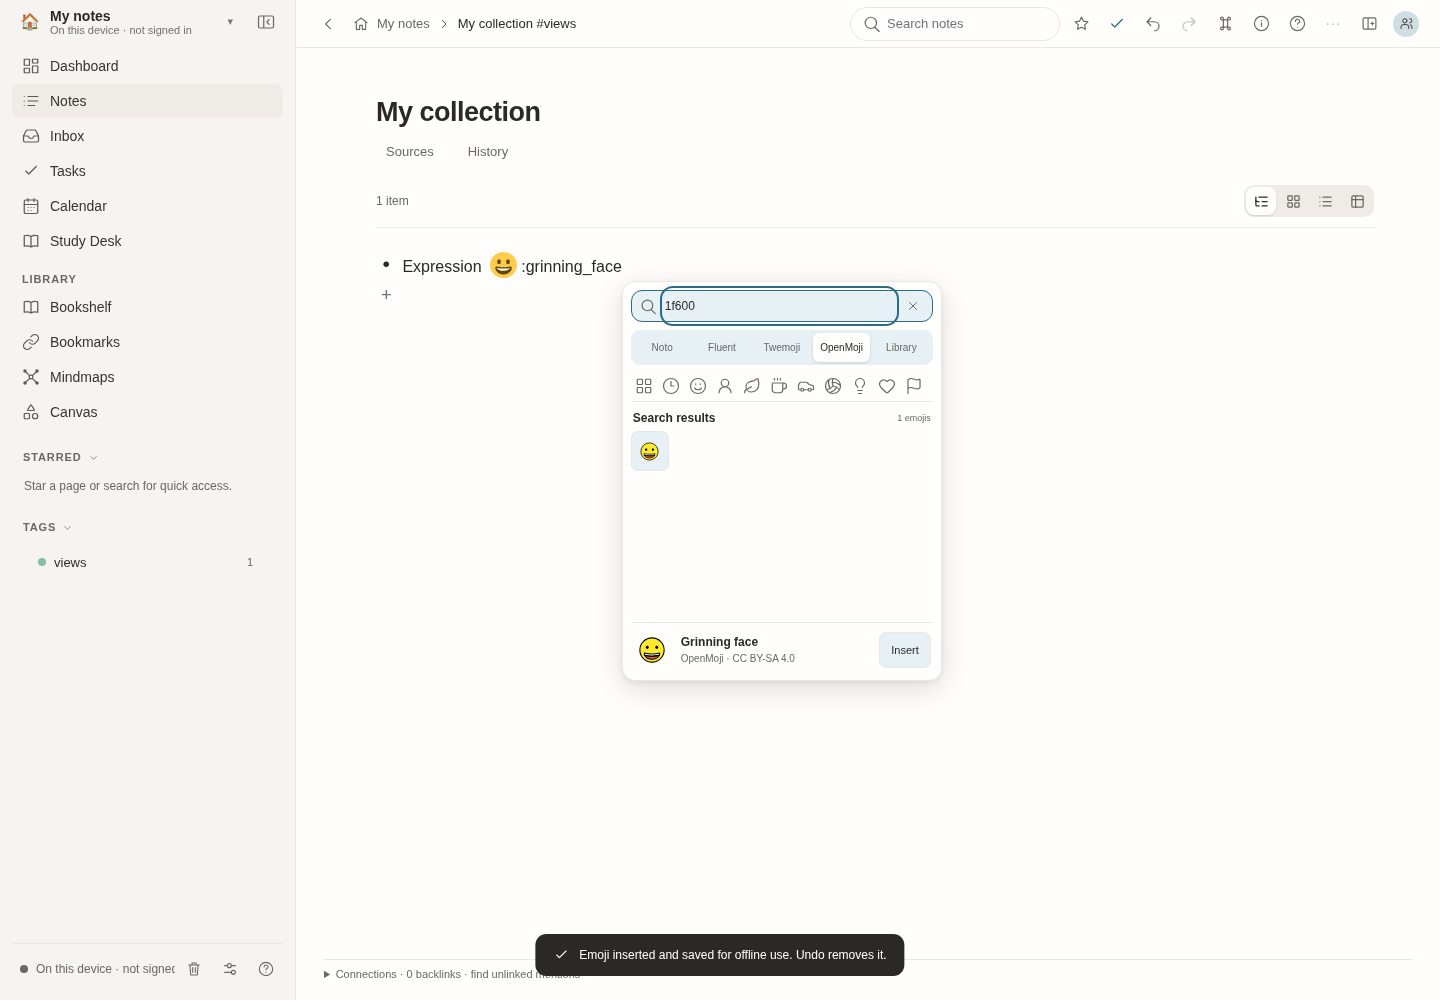 My notes
On this device · not signed in
Dashboard
Notes
Inbox
Tasks
Calendar
Study Desk
LIBRARY
Bookshelf
Bookmarks
Mindmaps
Canvas
STARRED
Star a page or search for quick access.
TAGS
views 1
On this device · not signed
My notes > My collection #views
Search notes
My collection
Sources History
1 item
Expression 😀 :grinning_face
1f600
Noto Fluent Twemoji OpenMoji Library
Search results 1 emojis
Grinning face
OpenMoji · CC BY-SA 4.0
Insert
Emoji inserted and saved for offline use. Undo removes it.
Connections · 0 backlinks · find unlinked mentions